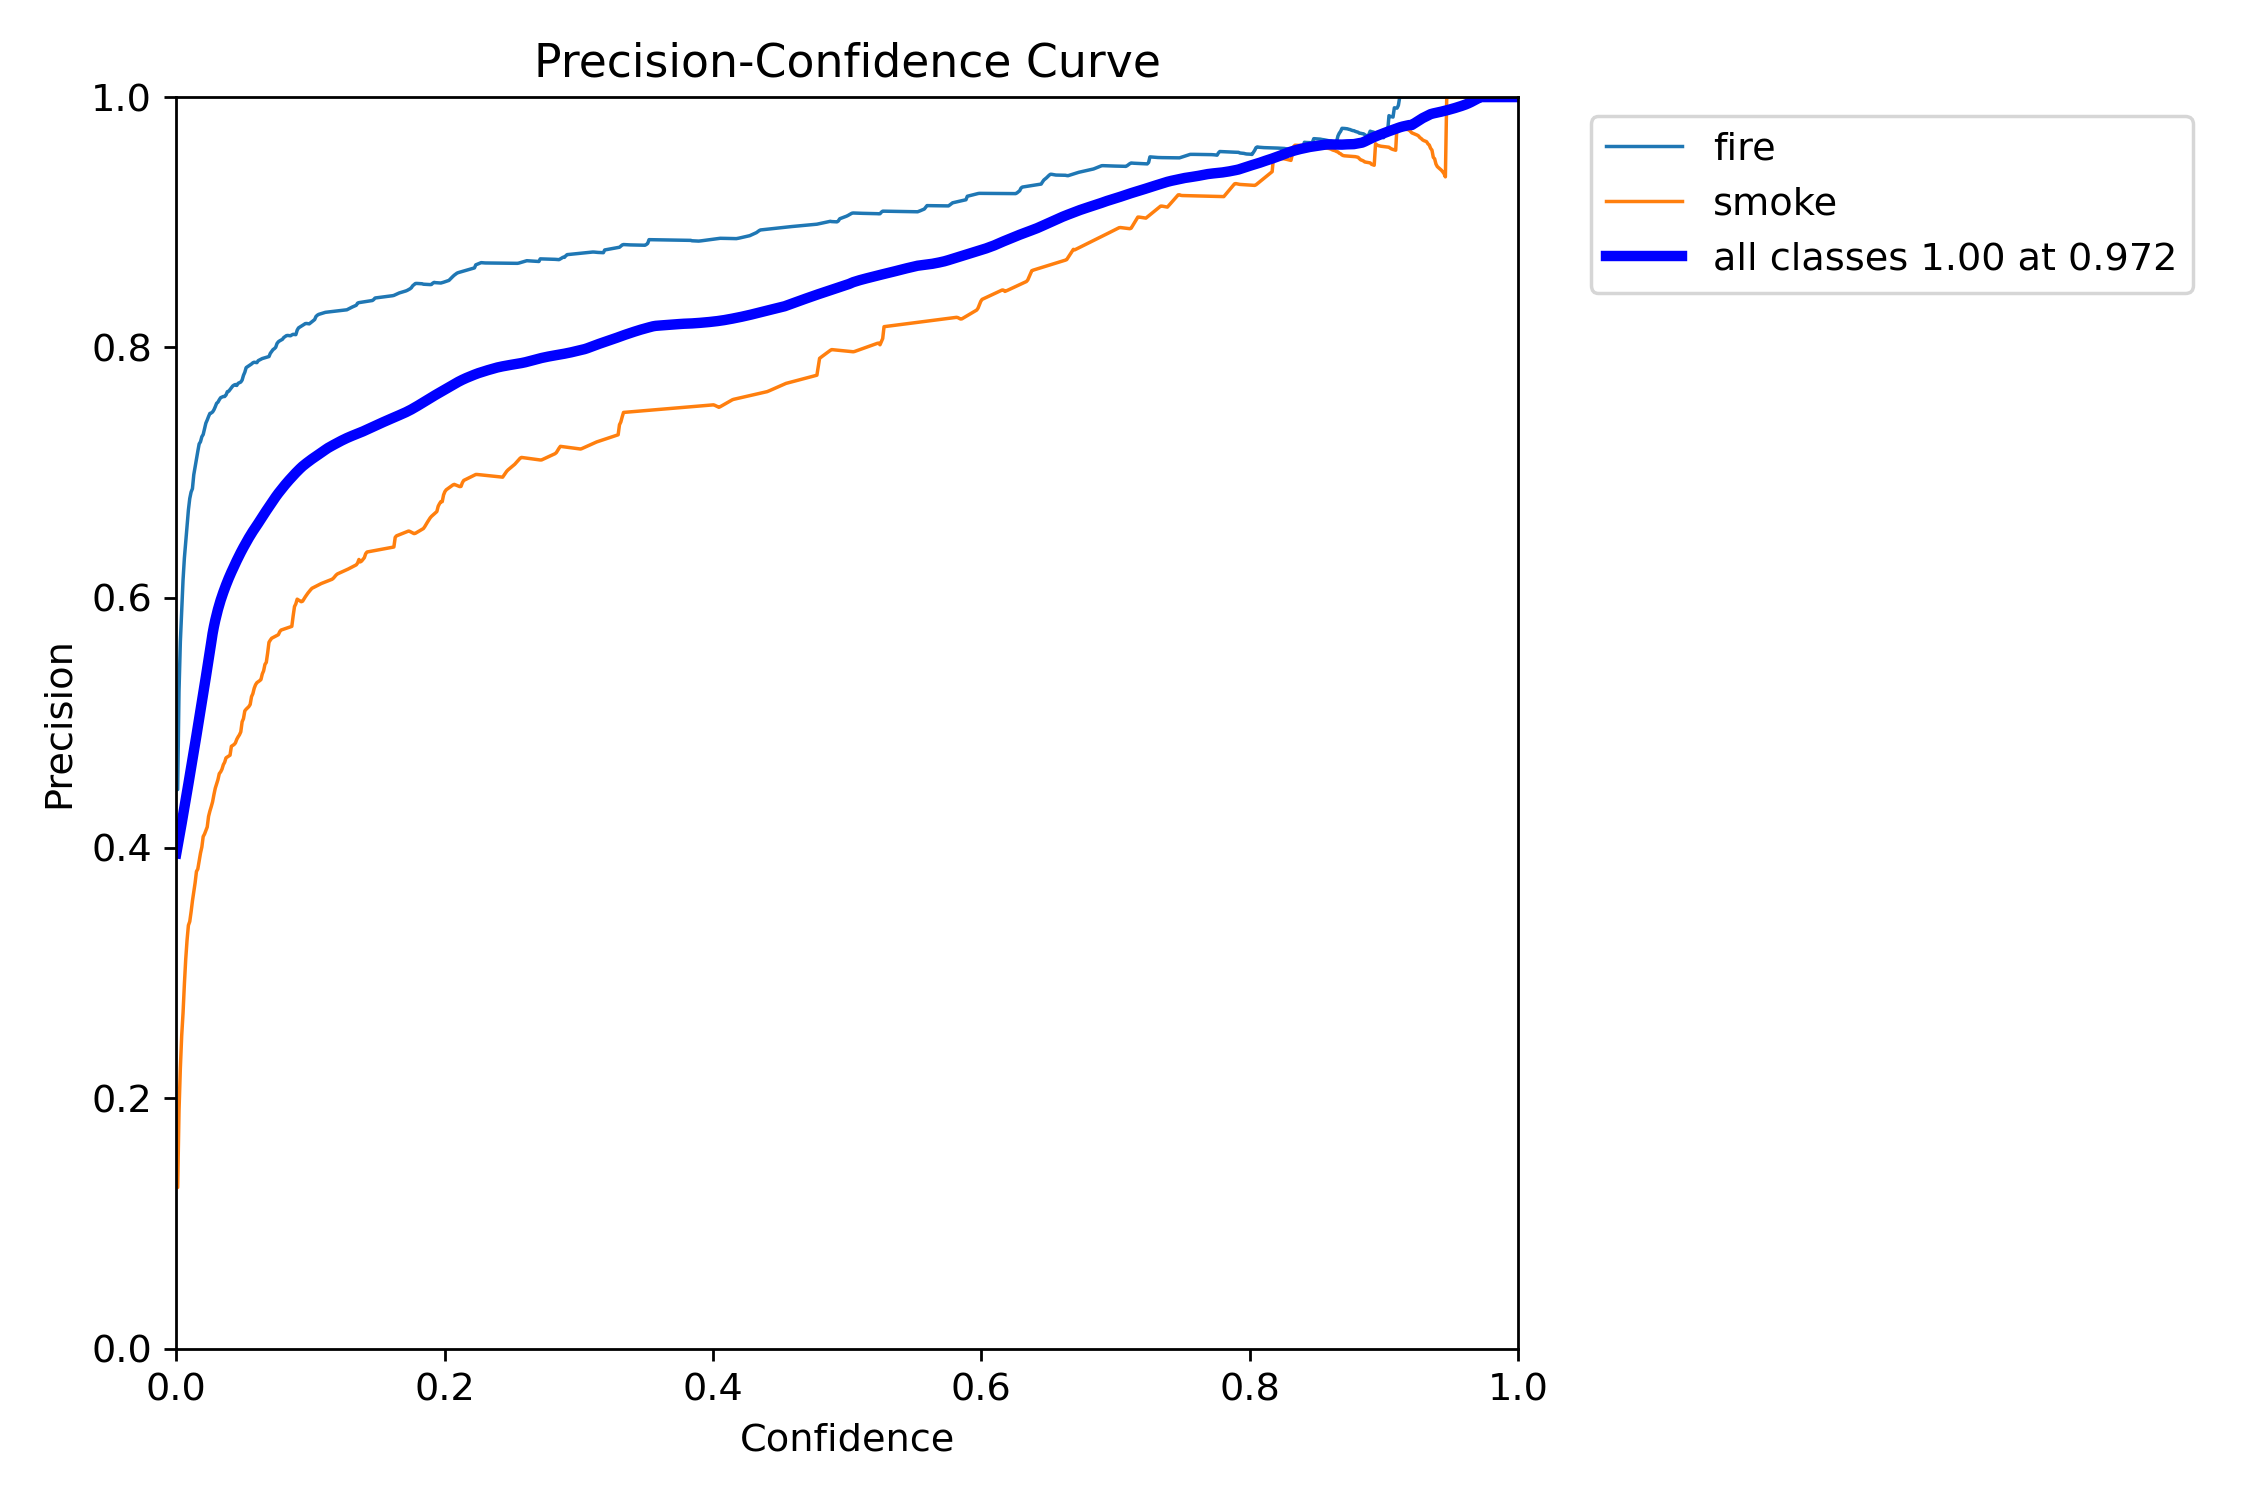 Precision-Confidence Curve
1.0
0.8
0.6
0.4
0.2
0.0
Precision
0.0 0.2 0.4 0.6 0.8 1.0
Confidence
fire
smoke
all classes 1.00 at 0.972